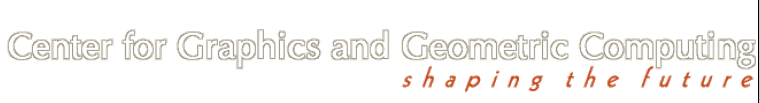 Center for Graphics and Geometric Computing
shaping the future